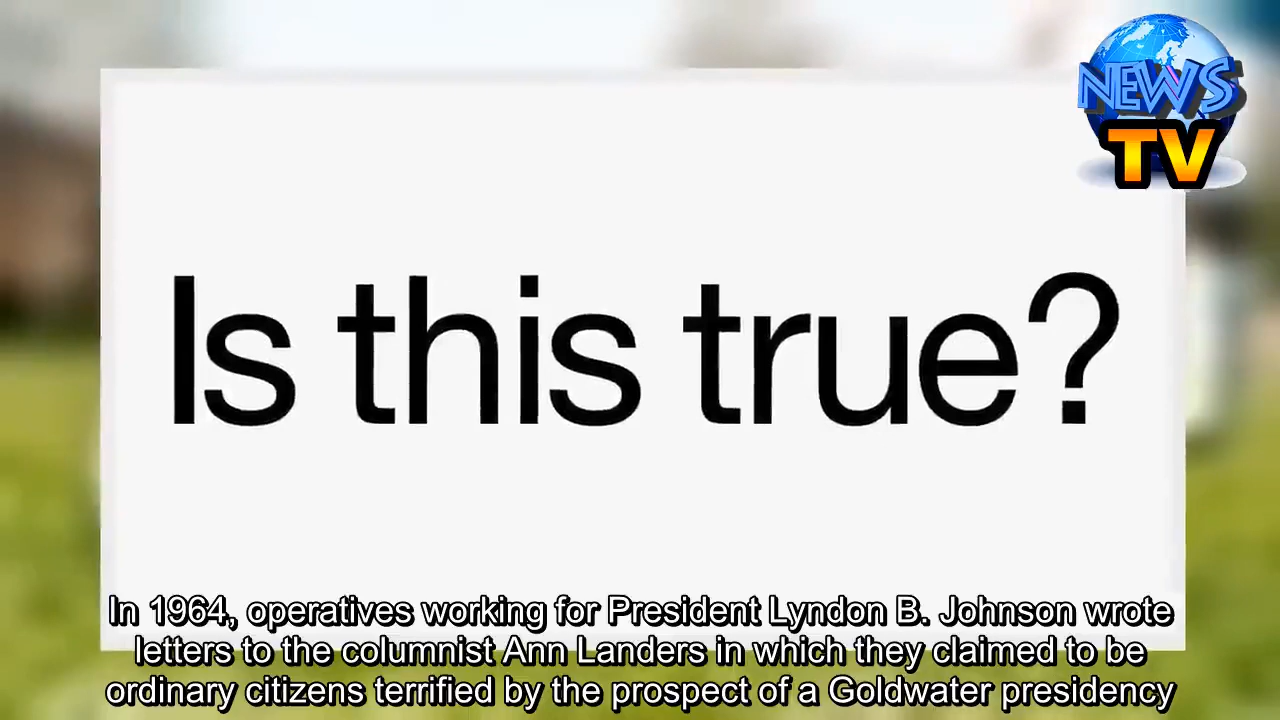 NEWS
TV
Is this true?
In 1964, operatives working for President Lyndon B. Johnson wrote
letters to the columnist Ann Landers in which they claimed to be
ordinary citizens terrified by the prospect of a Goldwater presidency